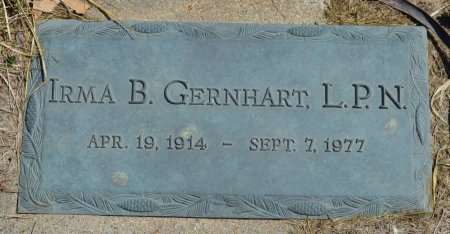 IRMA B. GERNHART, L.P.N.
APR. 19, 1914 - SEPT. 7, 1977